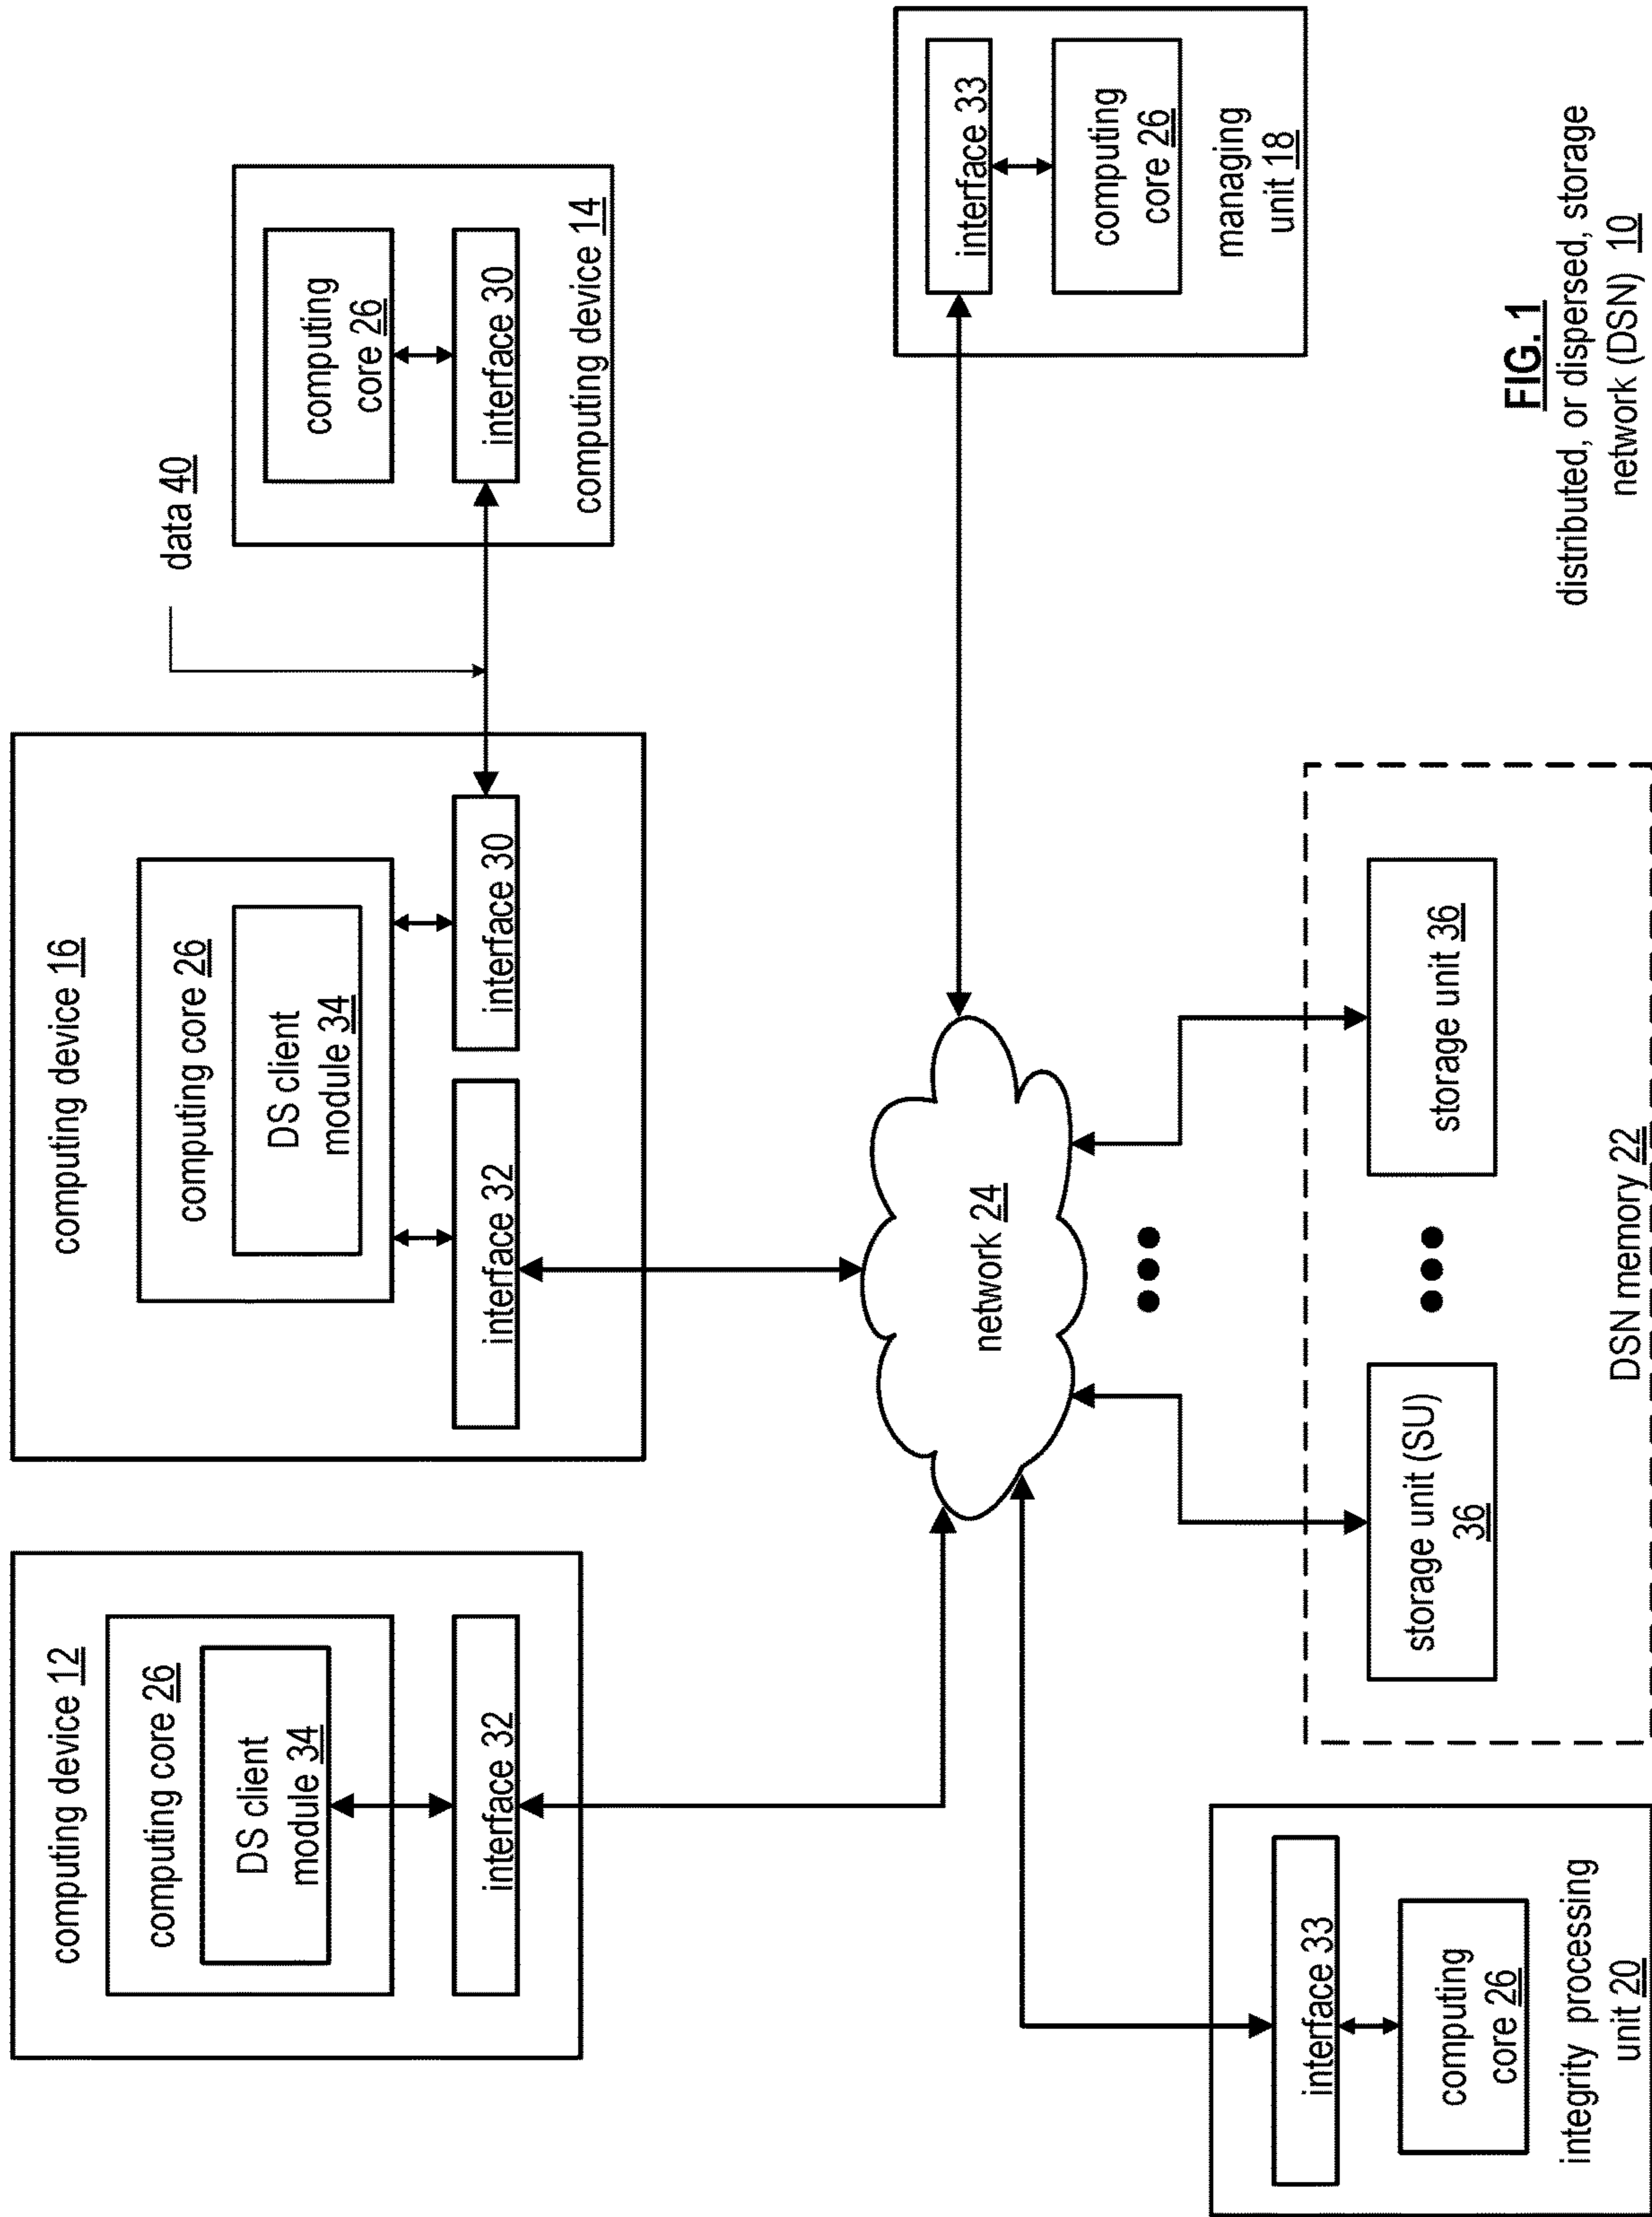 computing device 12
computing core 26
DS client
module 34
interface 32
computing device 16
computing core 26
DS client
module 34
interface 32
interface 30
data 40
computing
core 26
interface 30
computing device 14
network 24
interface 33
computing
core 26
managing
unit 18
interface 33
computing
core 26
integrity processing
unit 20
storage unit (SU)
36
storage unit 36
DSN memory 22
FIG. 1
distributed, or dispersed, storage
network (DSN) 10